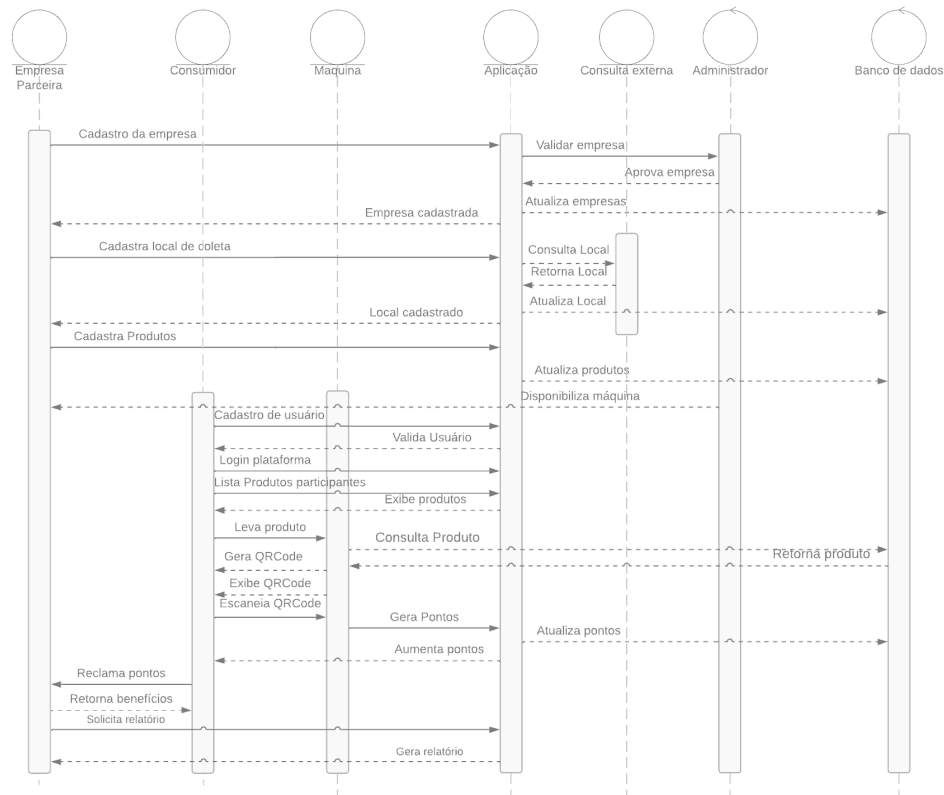 Empresa
Parceira
Consumidor
Maquina
Aplicação
Consulta externa
Administrador
Banco de dados
Cadastro da empresa
Validar empresa
Aprova empresa
Atualiza empresas
Empresa cadastrada
Cadastra local de coleta
Consulta Local
Retorna Local
Atualiza Local
Local cadastrado
Cadastra Produtos
Atualiza produtos
Disponibiliza máquina
Cadastro de usuário
Valida Usuário
Login plataforma
Lista Produtos participantes
Exibe produtos
Leva produto
Consulta Produto
Retorna produto
Gera QRCode
Exibe QRCode
Escaneia QRCode
Gera Pontos
Atualiza pontos
Aumenta pontos
Reclama pontos
Retorna benefícios
Solicita relatório
Gera relatório